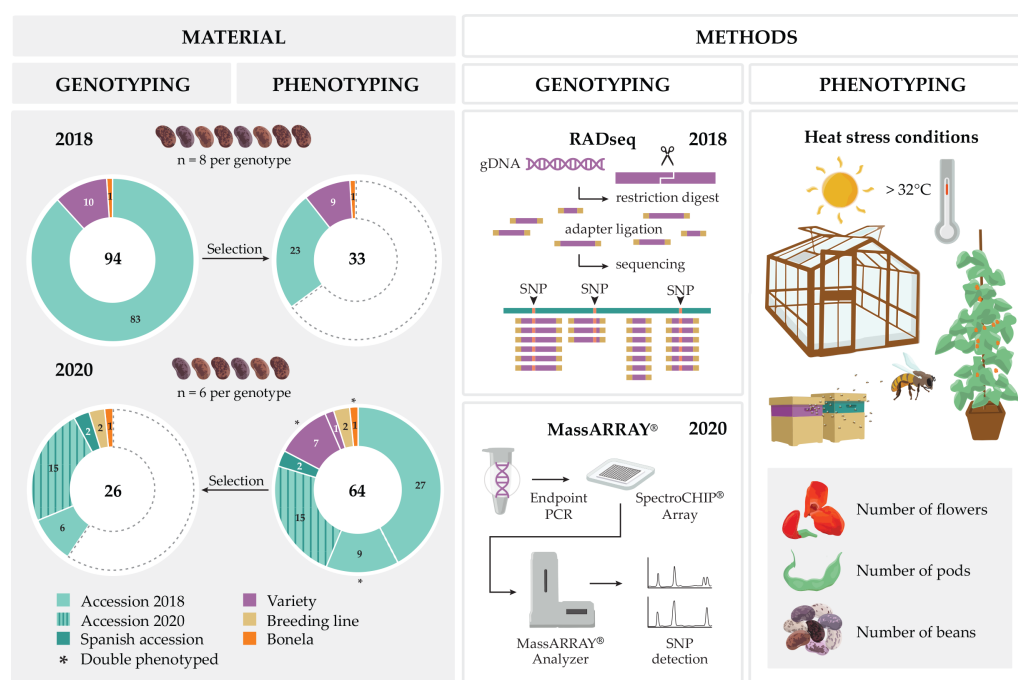 MATERIAL
METHODS
GENOTYPING
PHENOTYPING
GENOTYPING
PHENOTYPING
2018
n = 8 per genotype
10
1
94
83
Selection
9
1
23
33
2020
n = 6 per genotype
2
2
1
15
26
6
Selection
*
*
7
1
2
1
2
27
64
15
9
*
Accession 2018
Accession 2020
Spanish accession
* Double phenotyped
Variety
Breeding line
Bonela
RADseq
2018
gDNA
restriction digest
adapter ligation
sequencing
SNP
SNP
SNP
MassARRAY®
2020
Endpoint
PCR
SpectroCHIP®
Array
MassARRAY®
Analyzer
SNP
detection
Heat stress conditions
> 32°C
Number of flowers
Number of pods
Number of beans